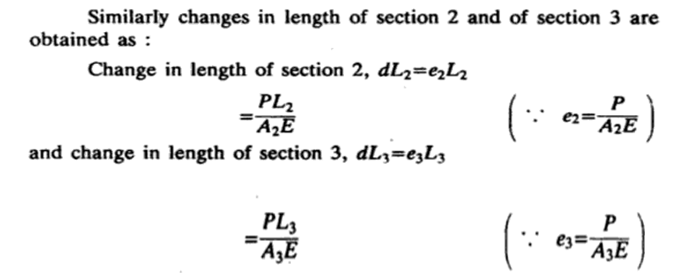 Similarly changes in length of section 2 and of section 3 are
obtained as :
Change in length of section 2, dL₂=e₂L₂
=PL₂/A₂E (∵ e₂=P/A₂E)
and change in length of section 3, dL₃=e₃L₃
=PL₃/A₃E (∵ e₃=P/A₃E)